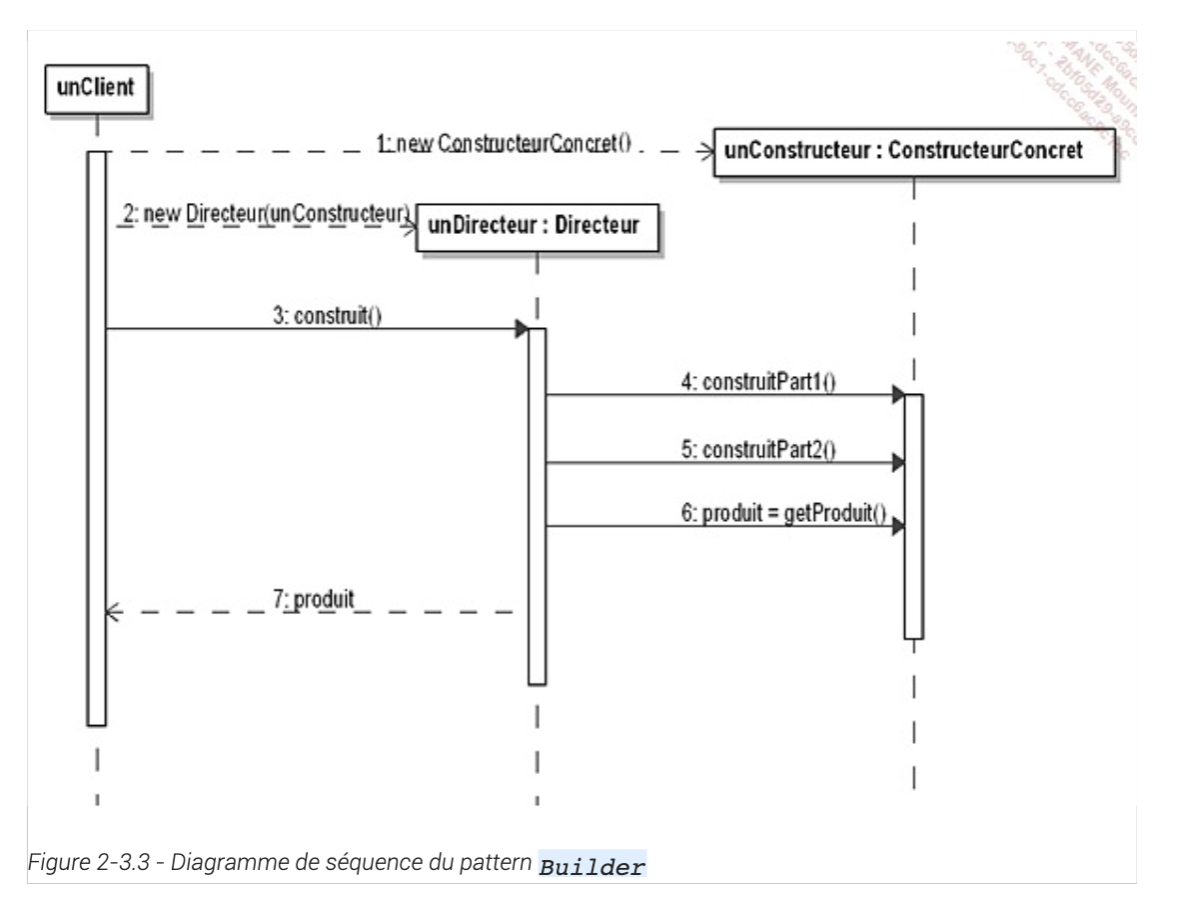 unClient
1: new ConstructeurConcret()
unConstructeur : ConstructeurConcret
2: new Directeur(unConstructeur)
unDirecteur : Directeur
3: construit()
4: construitPart1()
5: construitPart2()
6: produit = getProduit()
7: produit
Figure 2-3.3 - Diagramme de séquence du pattern Builder